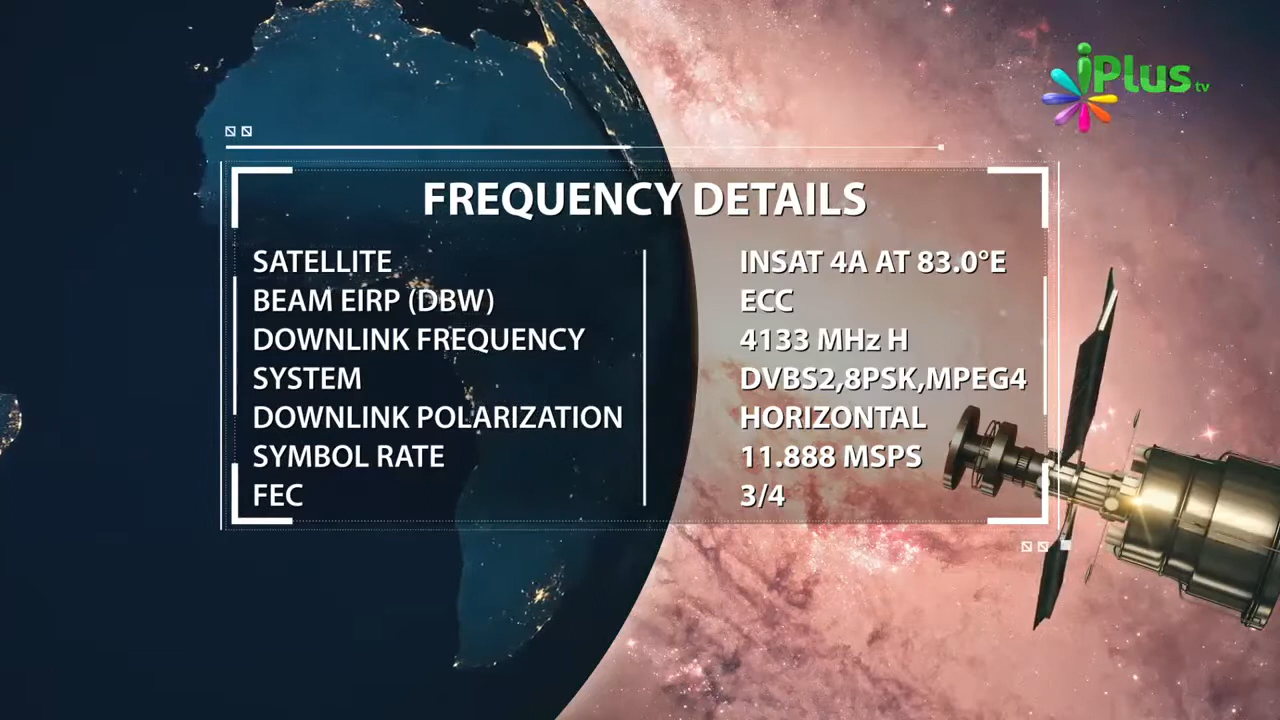 iPlus tv
FREQUENCY DETAILS
SATELLITE INSAT 4A AT 83.0°E
BEAM EIRP (DBW) ECC
DOWNLINK FREQUENCY 4133 MHz H
SYSTEM DVBS2,8PSK,MPEG4
DOWNLINK POLARIZATION HORIZONTAL
SYMBOL RATE 11.888 MSPS
FEC 3/4